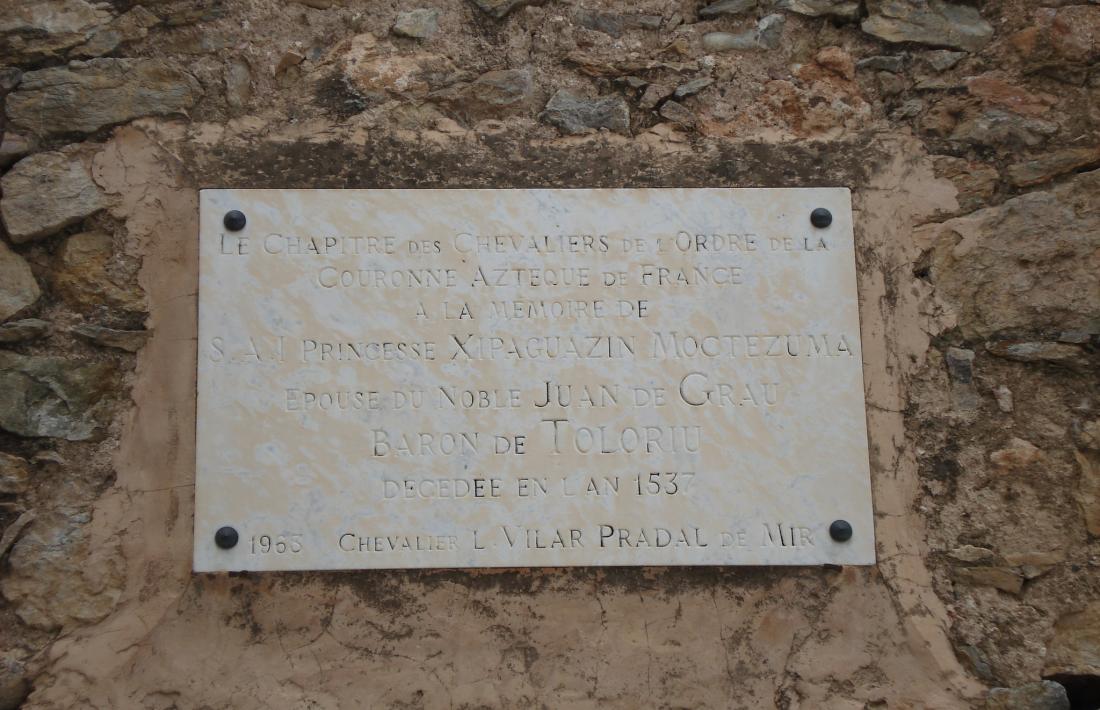 LE CHAPITRE DES CHEVALIERS DE L'ORDRE DE LA
COURONNE AZTEQUE DE FRANCE
A LA MEMOIRE DE
S.A.I PRINCESSE XIPAGUAZIN MOCTEZUMA
EPOUSE DU NOBLE JUAN DE GRAU
BARON DE TOLORIU
DECEDEE EN L'AN 1537
1963 CHEVALIER L. VILAR PRADAL DE MIR